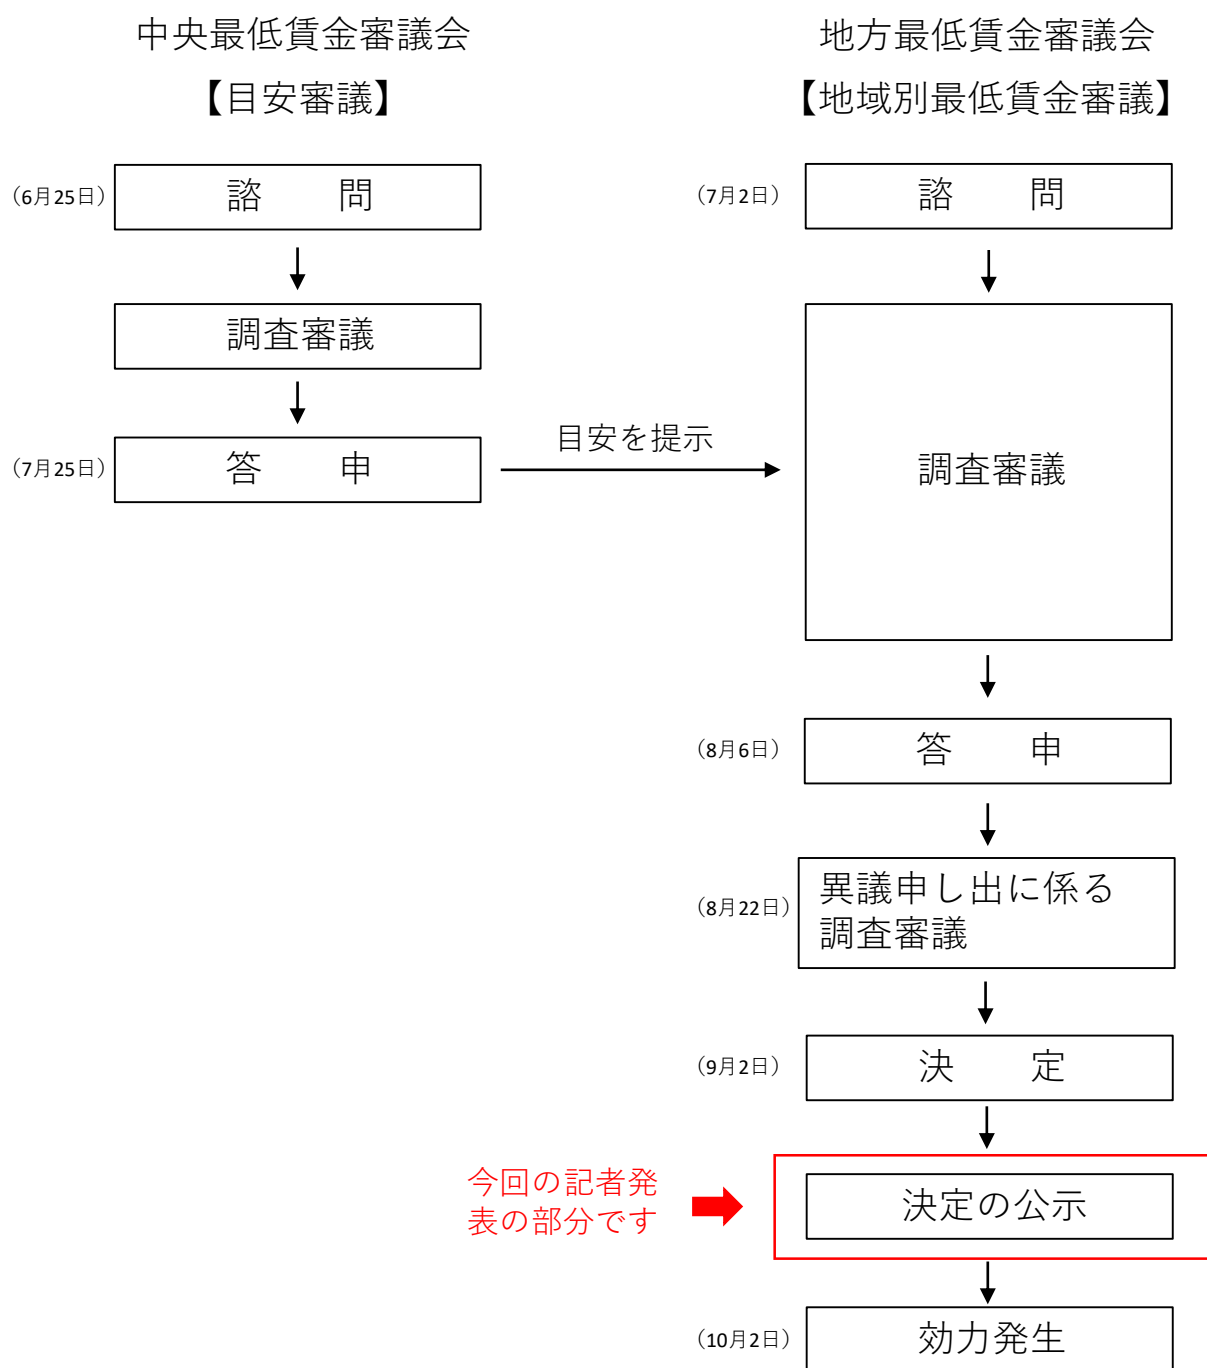 中央最低賃金審議会
【目安審議】
(6月25日)
諮 問
調査審議
(7月25日)
答 申
目安を提示
地方最低賃金審議会
【地域別最低賃金審議】
(7月2日)
諮 問
調査審議
(8月6日)
答 申
(8月22日)
異議申し出に係る
調査審議
(9月2日)
決 定
今回の記者発
表の部分です
決定の公示
(10月2日)
効力発生